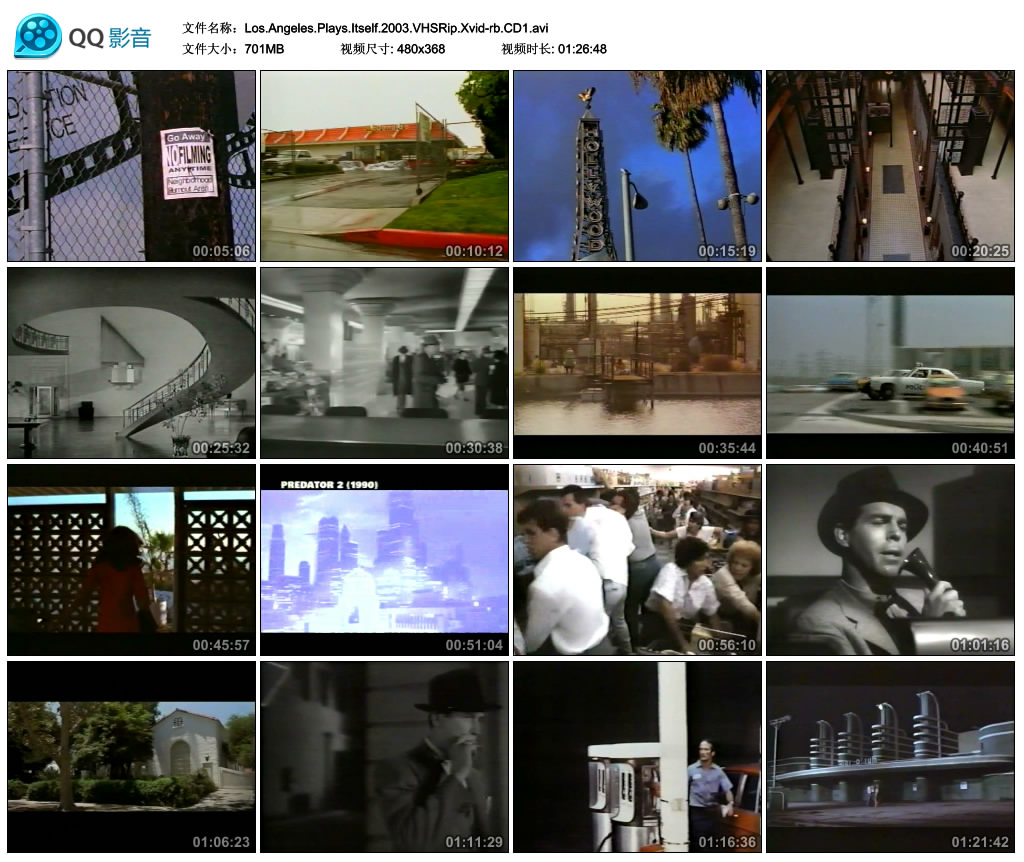 QQ 影音
文件名称: Los.Angeles.Plays.Itself.2003.VHSRip.Xvid-rb.CD1.avi
文件大小: 701MB 视频尺寸: 480x368 视频时长: 01:26:48
Go Away
NO FILMING
ANYTIME
Neighborhood
Burnout Area
00:05:06
00:10:12
HOLLYWOOD
00:15:19
00:20:25
00:25:32
00:30:38
00:35:44
POLICE
00:40:51
00:45:57
PREDATOR 2 (1990)
00:51:04
00:56:10
01:01:16
01:06:23
01:11:29
01:16:36
01:21:42